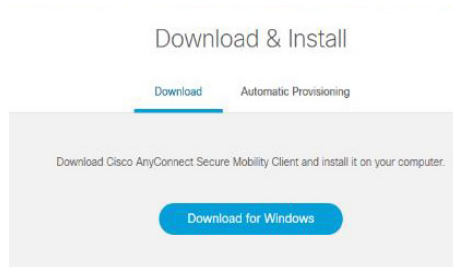 Download & Install
Download Automatic Provisioning
Download Cisco AnyConnect Secure Mobility Client and install it on your computer.
Download for Windows